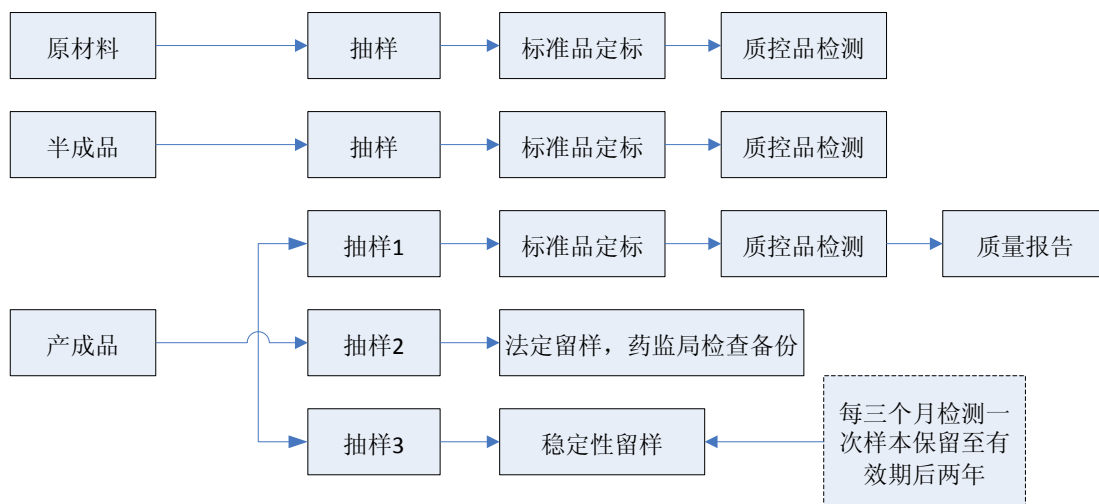 原材料
抽样
标准品定标
质控品检测
半成品
抽样
标准品定标
质控品检测
抽样1
标准品定标
质控品检测
质量报告
产成品
抽样2
法定留样，药监局检查备份
抽样3
稳定性留样
每三个月检测一
次样本保留至有
效期后两年